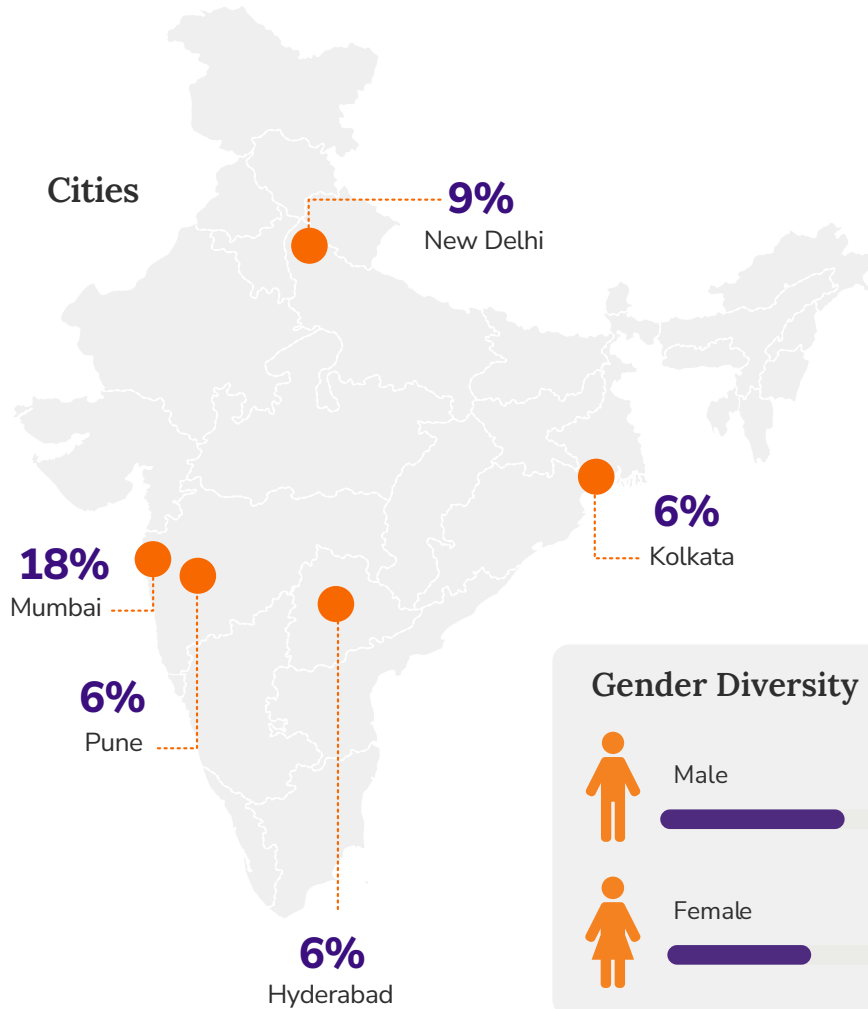 Cities
9%
New Delhi
6%
Kolkata
18%
Mumbai
6%
Pune
6%
Hyderabad
Gender Diversity
Male
Female